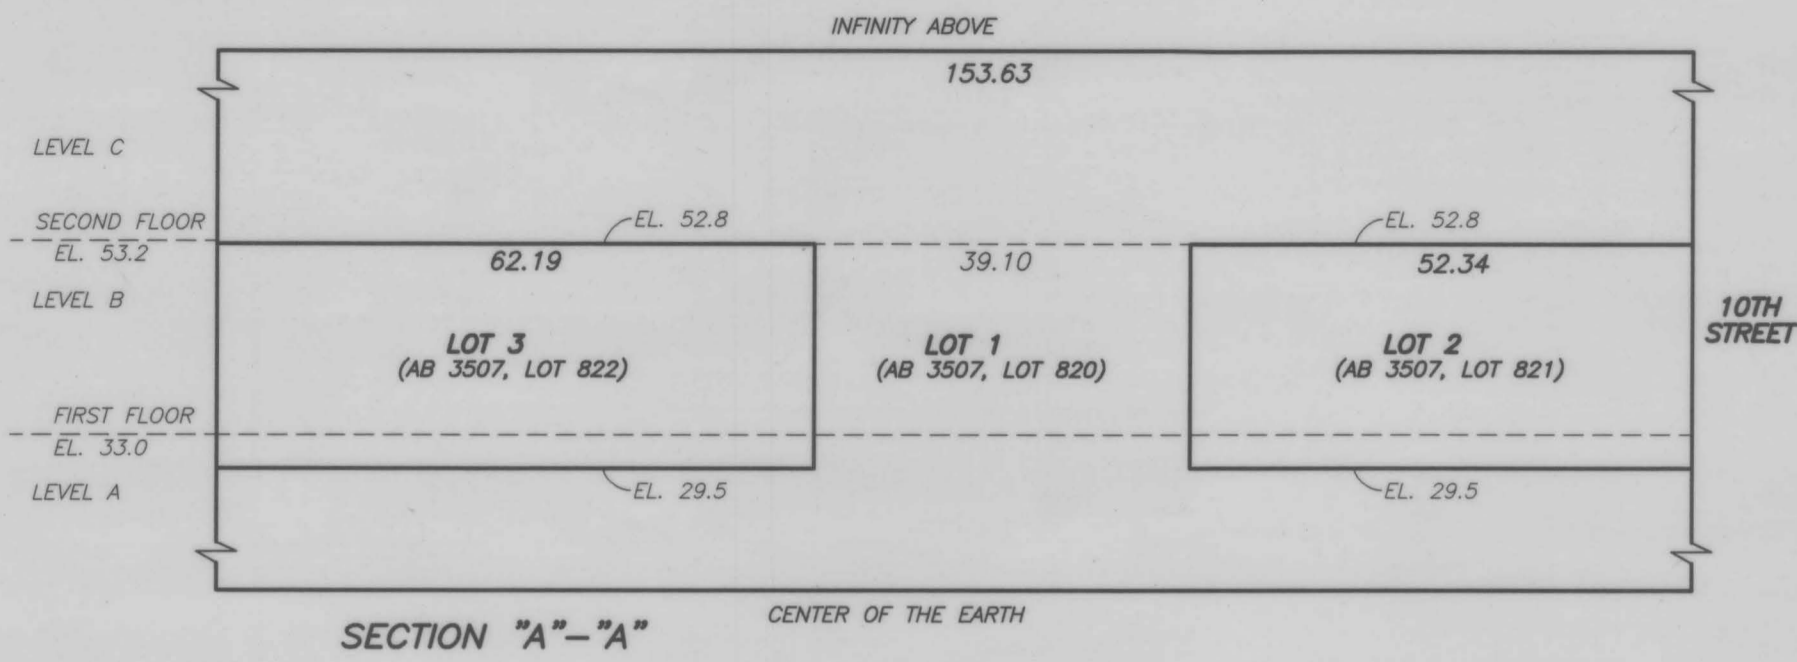 INFINITY ABOVE
153.63
LEVEL C
SECOND FLOOR
EL. 53.2
EL. 52.8
EL. 52.8
62.19
39.10
52.34
LEVEL B
LOT 3
(AB 3507, LOT 822)
LOT 1
(AB 3507, LOT 820)
LOT 2
(AB 3507, LOT 821)
10TH
STREET
FIRST FLOOR
EL. 33.0
LEVEL A
EL. 29.5
EL. 29.5
CENTER OF THE EARTH
SECTION "A"–"A"